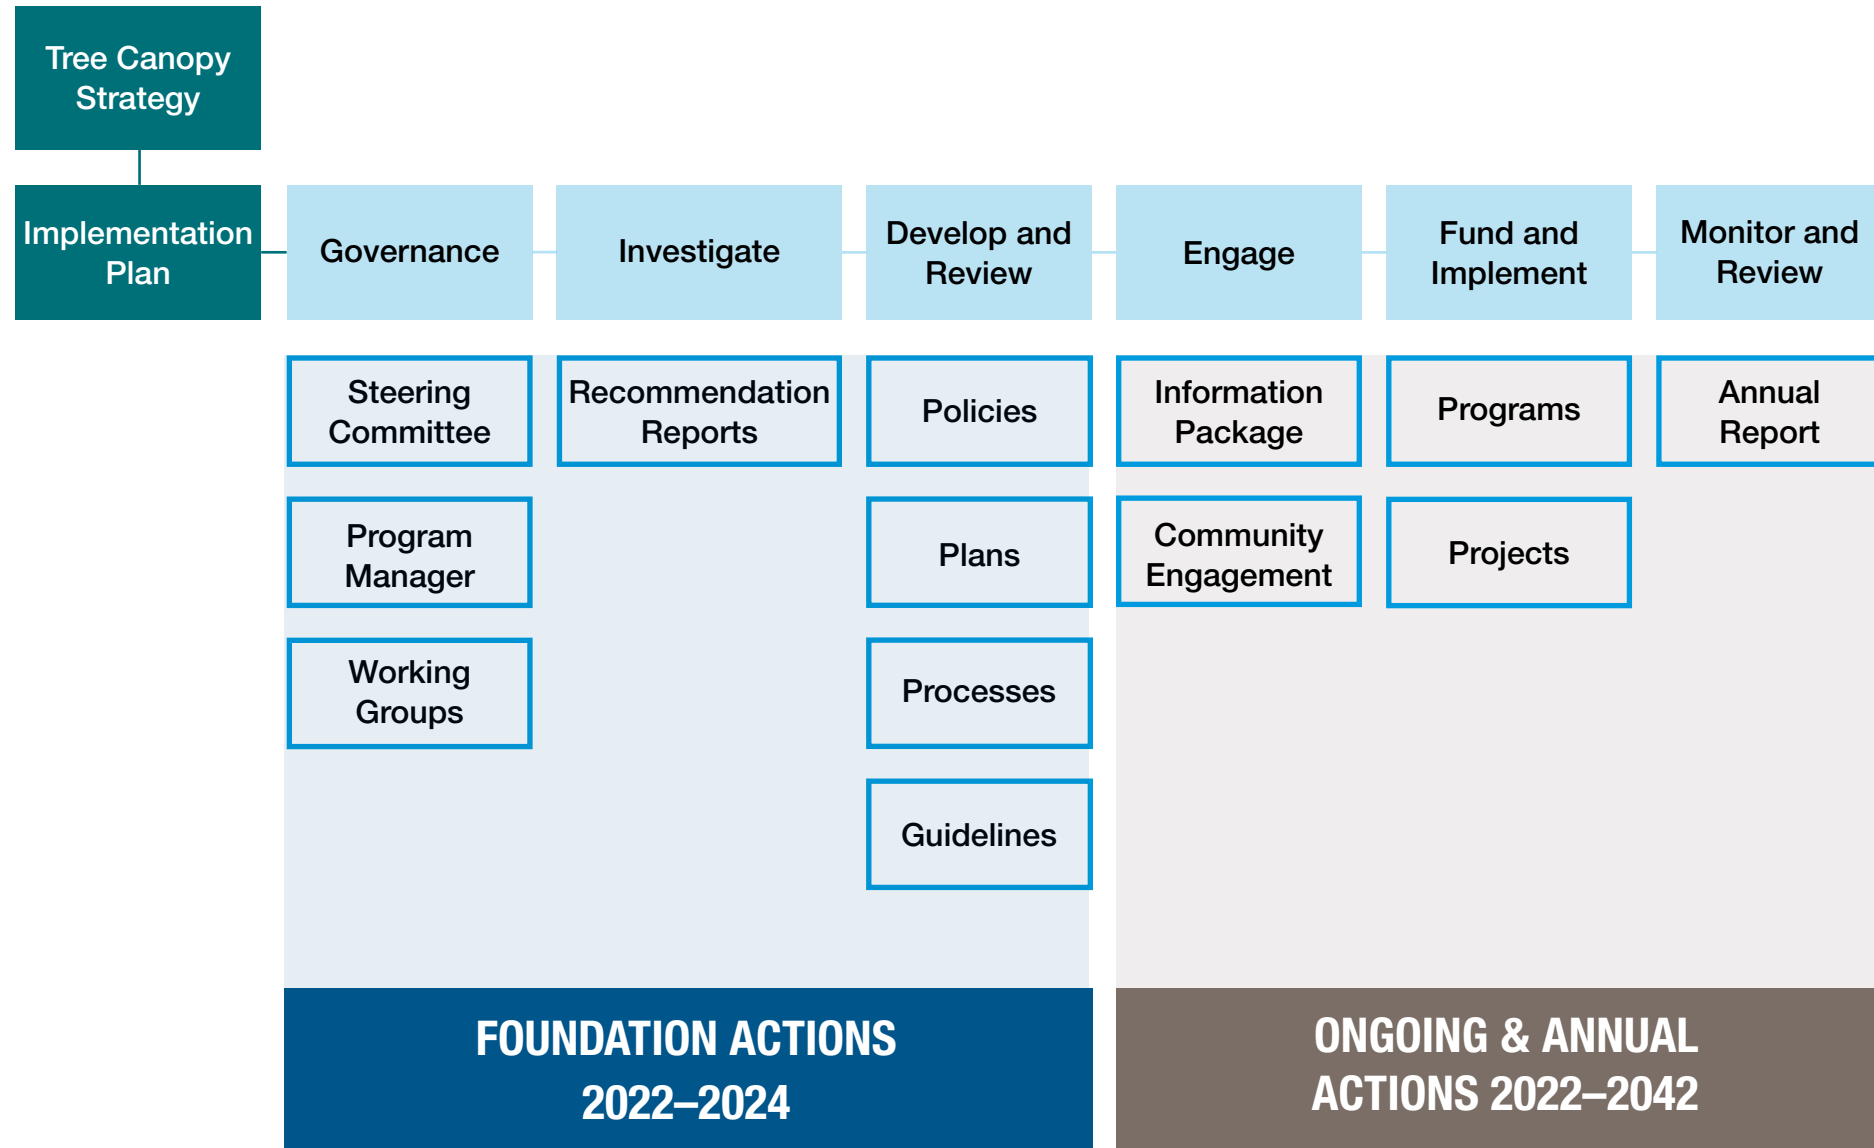 Tree Canopy
Strategy
Implementation
Plan
Governance
Investigate
Develop and
Review
Engage
Fund and
Implement
Monitor and
Review
Steering
Committee
Recommendation
Reports
Policies
Information
Package
Programs
Annual
Report
Program
Manager
Plans
Community
Engagement
Projects
Working
Groups
Processes
Guidelines
FOUNDATION ACTIONS
2022–2024
ONGOING & ANNUAL
ACTIONS 2022–2042